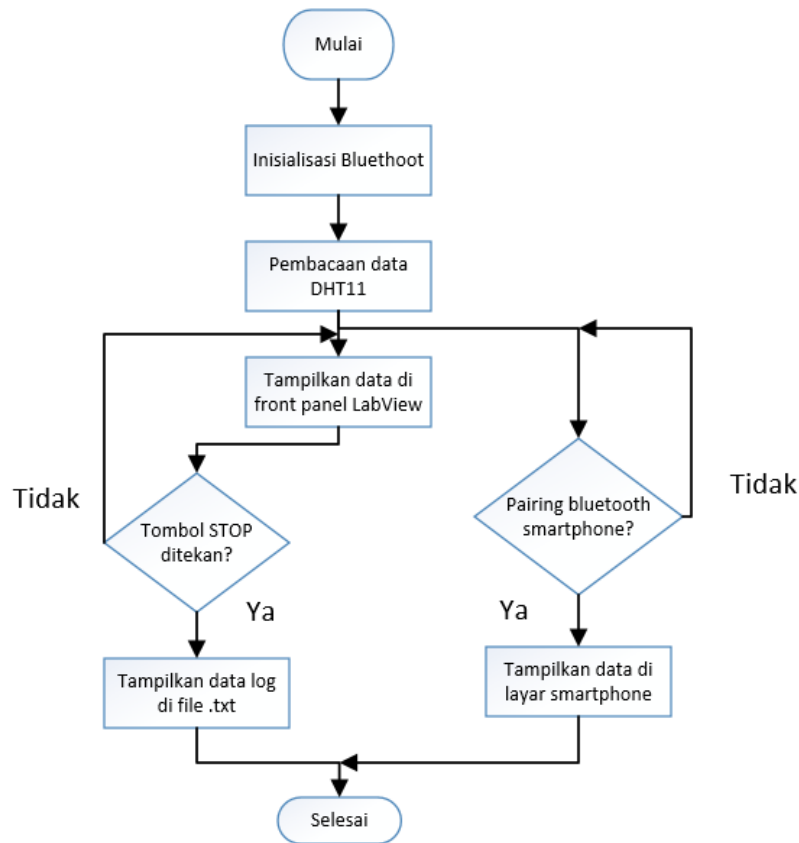 Mulai
Inisialisasi Bluethoot
Pembacaan data
DHT11
Tampilkan data di
front panel LabView
Tidak
Tombol STOP
ditekan?
Ya
Tampilkan data log
di file .txt
Pairing bluetooth
smartphone?
Tidak
Ya
Tampilkan data di
layar smartphone
Selesai